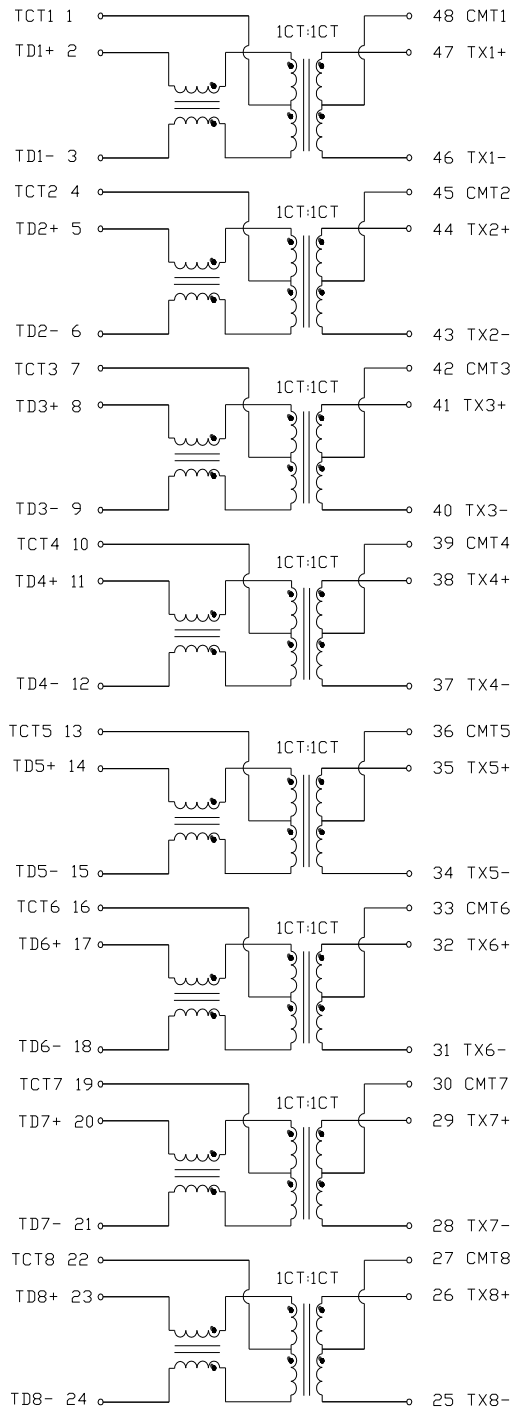 TCT1 1 48 CMT1
1CT:1CT
TD1+ 2 47 TX1+
TD1- 3 46 TX1-
TCT2 4 45 CMT2
1CT:1CT
TD2+ 5 44 TX2+
TD2- 6 43 TX2-
TCT3 7 42 CMT3
1CT:1CT
TD3+ 8 41 TX3+
TD3- 9 40 TX3-
TCT4 10 39 CMT4
1CT:1CT
TD4+ 11 38 TX4+
TD4- 12 37 TX4-
TCT5 13 36 CMT5
1CT:1CT
TD5+ 14 35 TX5+
TD5- 15 34 TX5-
TCT6 16 33 CMT6
1CT:1CT
TD6+ 17 32 TX6+
TD6- 18 31 TX6-
TCT7 19 30 CMT7
1CT:1CT
TD7+ 20 29 TX7+
TD7- 21 28 TX7-
TCT8 22 27 CMT8
1CT:1CT
TD8+ 23 26 TX8+
TD8- 24 25 TX8-